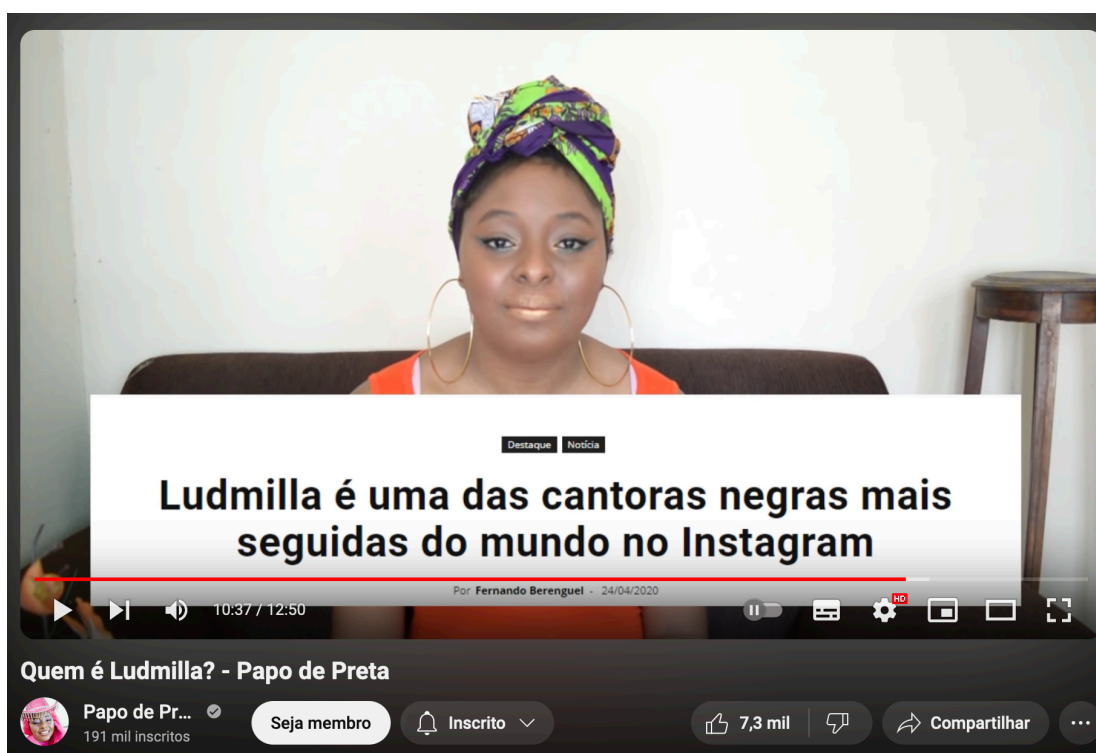 Destaque Notícia
Ludmilla é uma das cantoras negras mais
seguidas do mundo no Instagram
Por Fernando Berenguel - 24/04/2020
10:37 / 12:50
HD
Quem é Ludmilla? - Papo de Preta
Papo de Pr...
191 mil inscritos
Seja membro
Inscrito
7,3 mil
Compartilhar